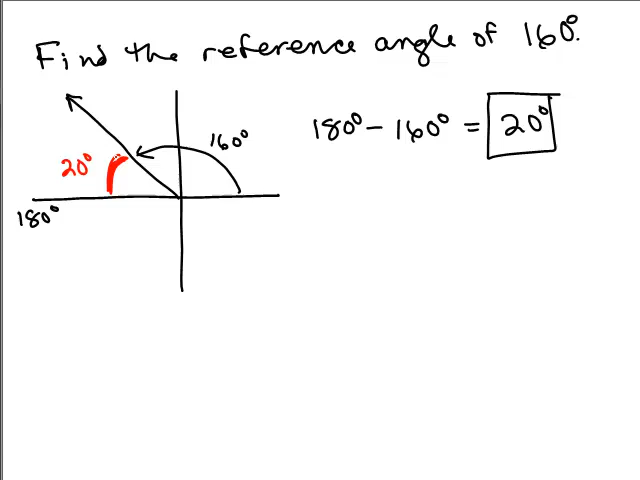 Find the reference angle of 160°.
160°
180° - 160° = 20°
20°
180°